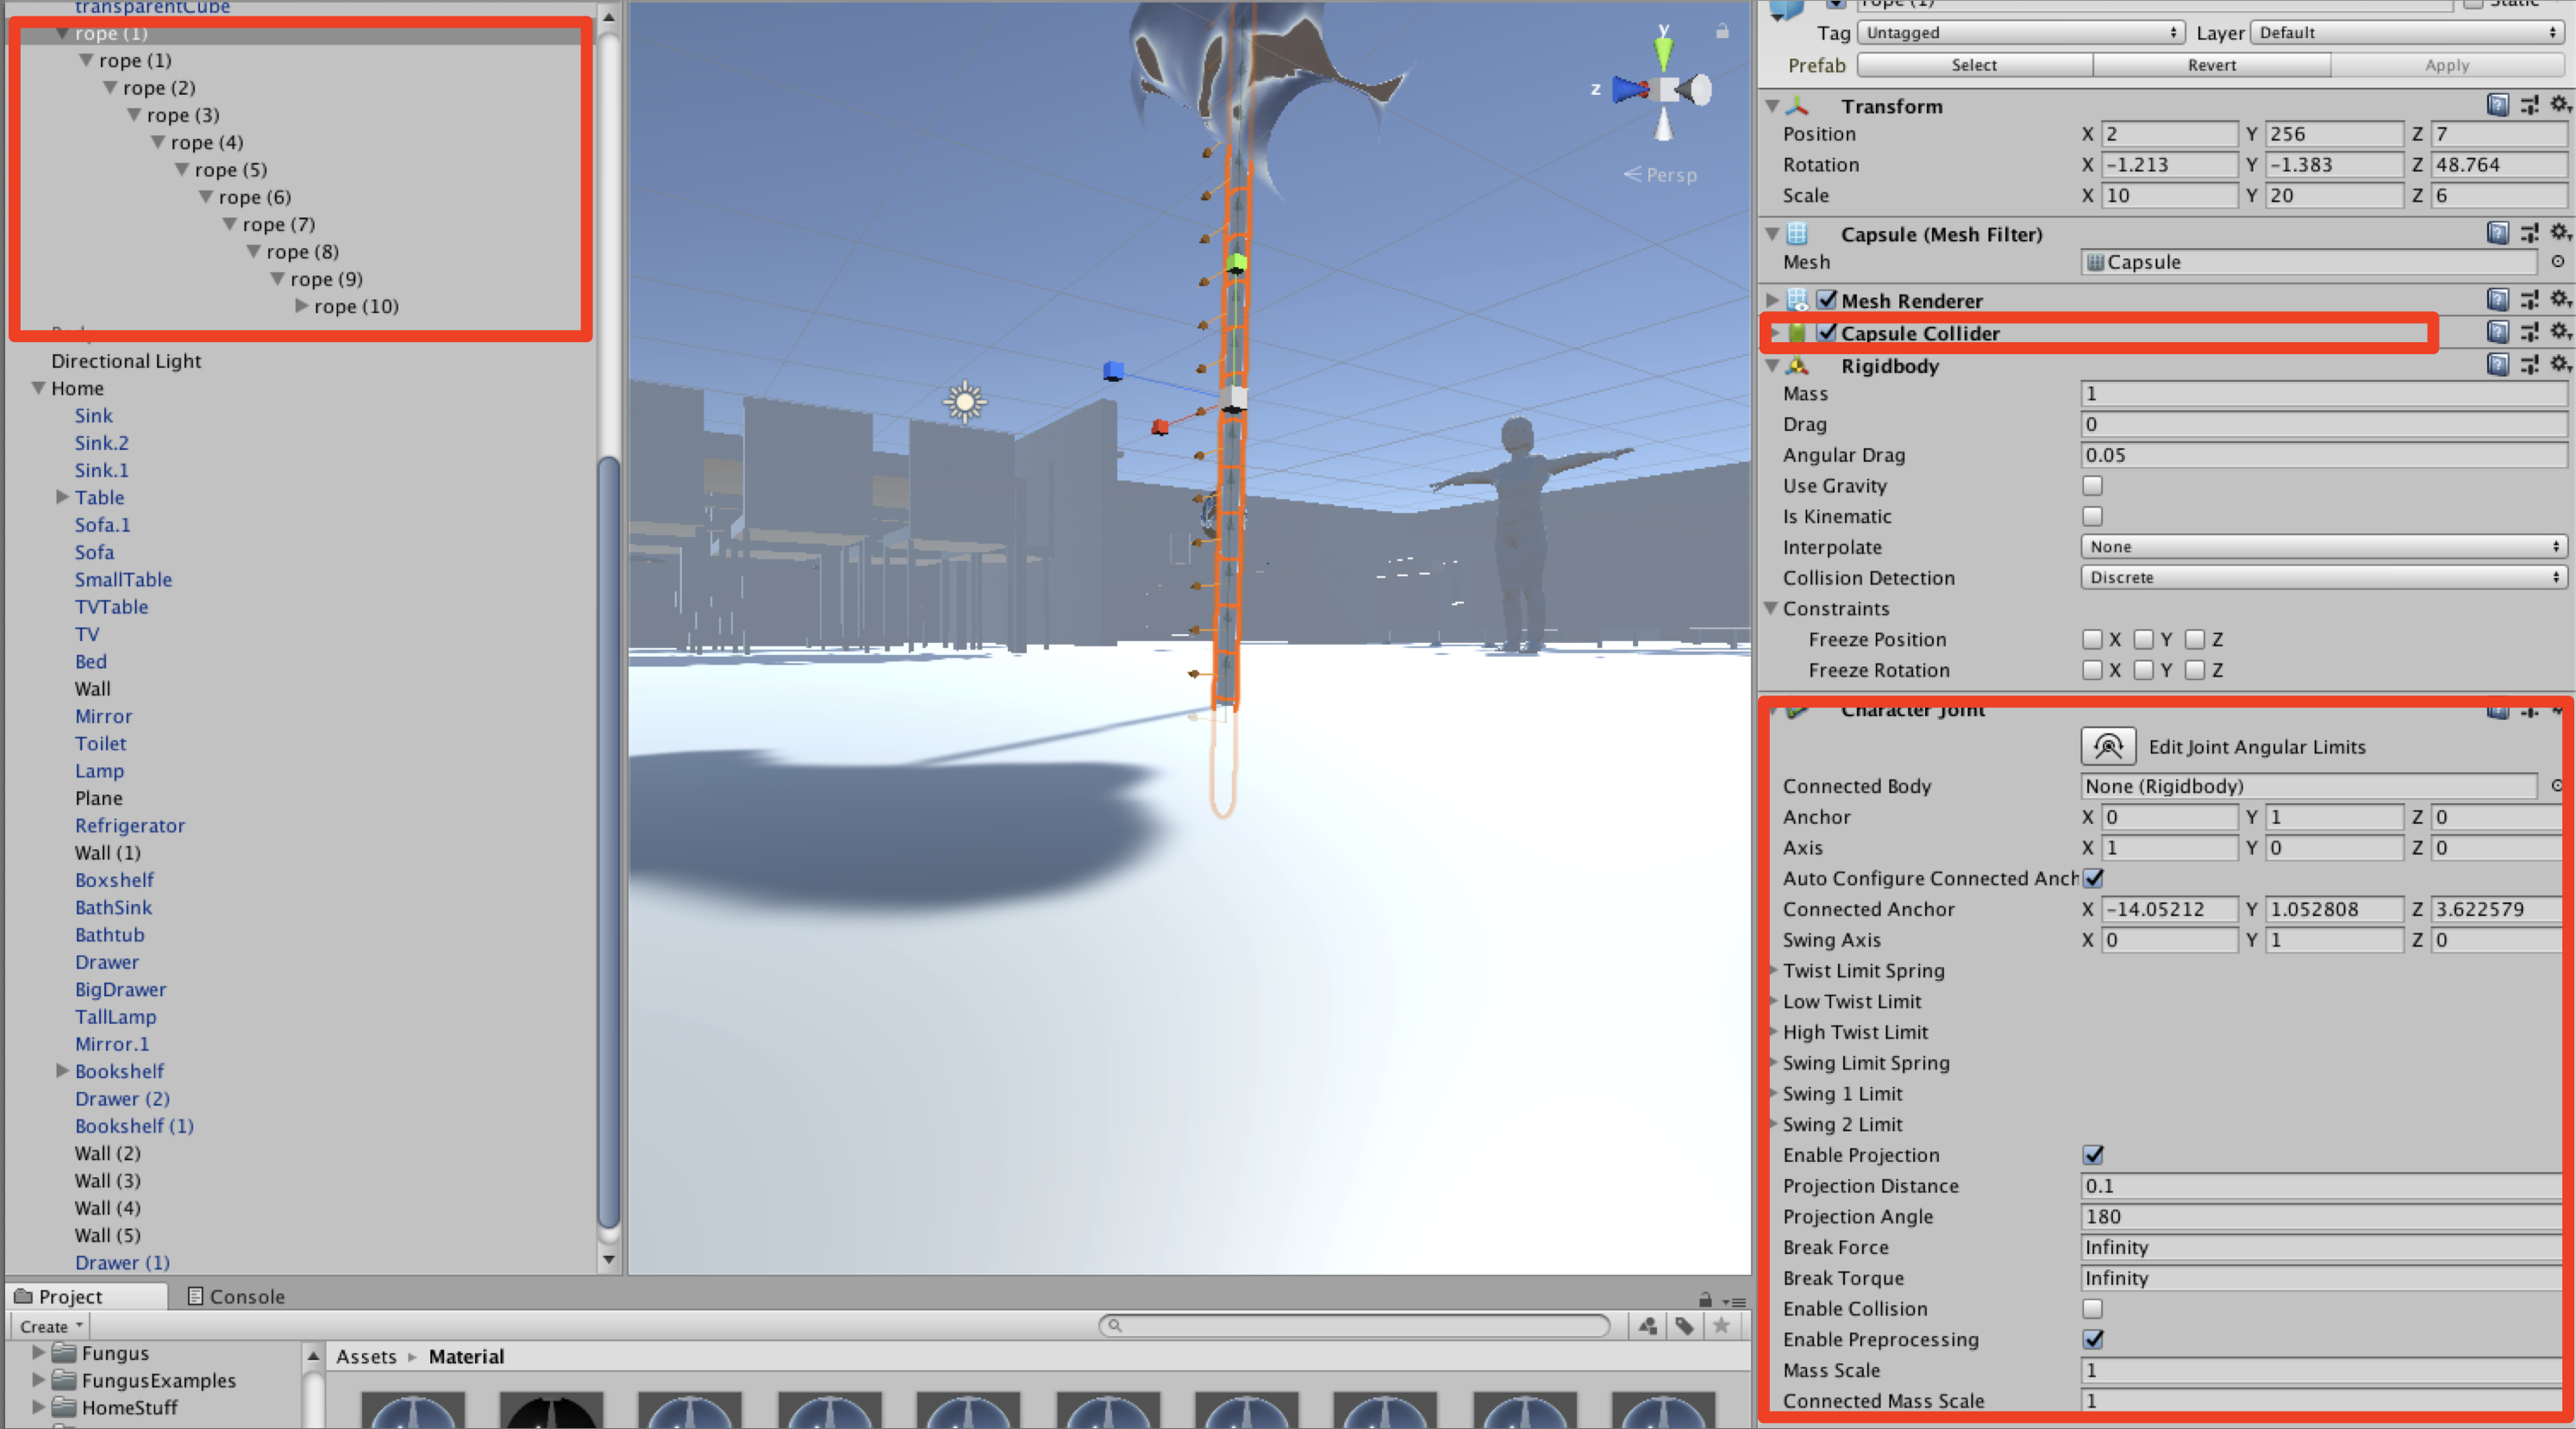 transparentCube
rope (1)
rope (1)
rope (2)
rope (3)
rope (4)
rope (5)
rope (6)
rope (7)
rope (8)
rope (9)
rope (10)
Directional Light
Home
Sink
Sink.2
Sink.1
Table
Sofa.1
Sofa
SmallTable
TVTable
TV
Bed
Wall
Mirror
Toilet
Lamp
Plane
Refrigerator
Wall (1)
Boxshelf
BathSink
Bathtub
Drawer
BigDrawer
TallLamp
Mirror.1
Bookshelf
Drawer (2)
Bookshelf (1)
Wall (2)
Wall (3)
Wall (4)
Wall (5)
Drawer (1)
y
z
Persp
rope (1) Static
Tag Untagged Layer Default
Prefab Select Revert Apply
Transform
Position X 2 Y 256 Z 7
Rotation X -1.213 Y -1.383 Z 48.764
Scale X 10 Y 20 Z 6
Capsule (Mesh Filter)
Mesh Capsule
Mesh Renderer
Capsule Collider
Rigidbody
Mass 1
Drag 0
Angular Drag 0.05
Use Gravity
Is Kinematic
Interpolate None
Collision Detection Discrete
Constraints
Freeze Position X Y Z
Freeze Rotation X Y Z
Character Joint
Edit Joint Angular Limits
Connected Body None (Rigidbody)
Anchor X 0 Y 1 Z 0
Axis X 1 Y 0 Z 0
Auto Configure Connected Anch
Connected Anchor X -14.05212 Y 1.052808 Z 3.622579
Swing Axis X 0 Y 1 Z 0
Twist Limit Spring
Low Twist Limit
High Twist Limit
Swing Limit Spring
Swing 1 Limit
Swing 2 Limit
Enable Projection
Projection Distance 0.1
Projection Angle 180
Break Force Infinity
Break Torque Infinity
Enable Collision
Enable Preprocessing
Mass Scale 1
Connected Mass Scale 1
Project Console
Create
Fungus
FungusExamples
HomeStuff
Assets Material